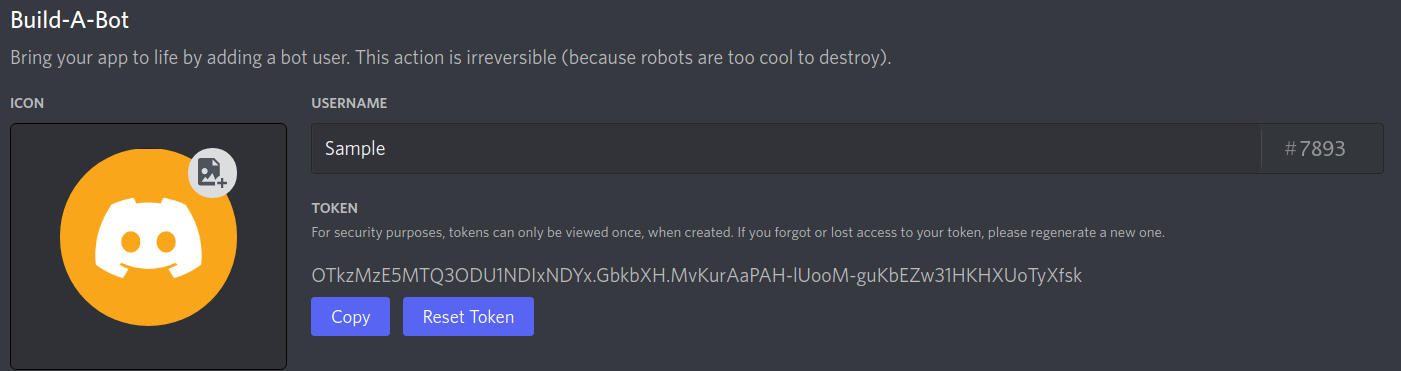 Build-A-Bot
Bring your app to life by adding a bot user. This action is irreversible (because robots are too cool to destroy).
ICON
USERNAME
Sample
#7893
TOKEN
For security purposes, tokens can only be viewed once, when created. If you forgot or lost access to your token, please regenerate a new one.
OTkzMzE5MTQ3ODU1NDIxNDYx.GbkbXH.MvKurAaPAH-lUooM-guKbEZw31HKHXUoTyXfsk
Copy
Reset Token